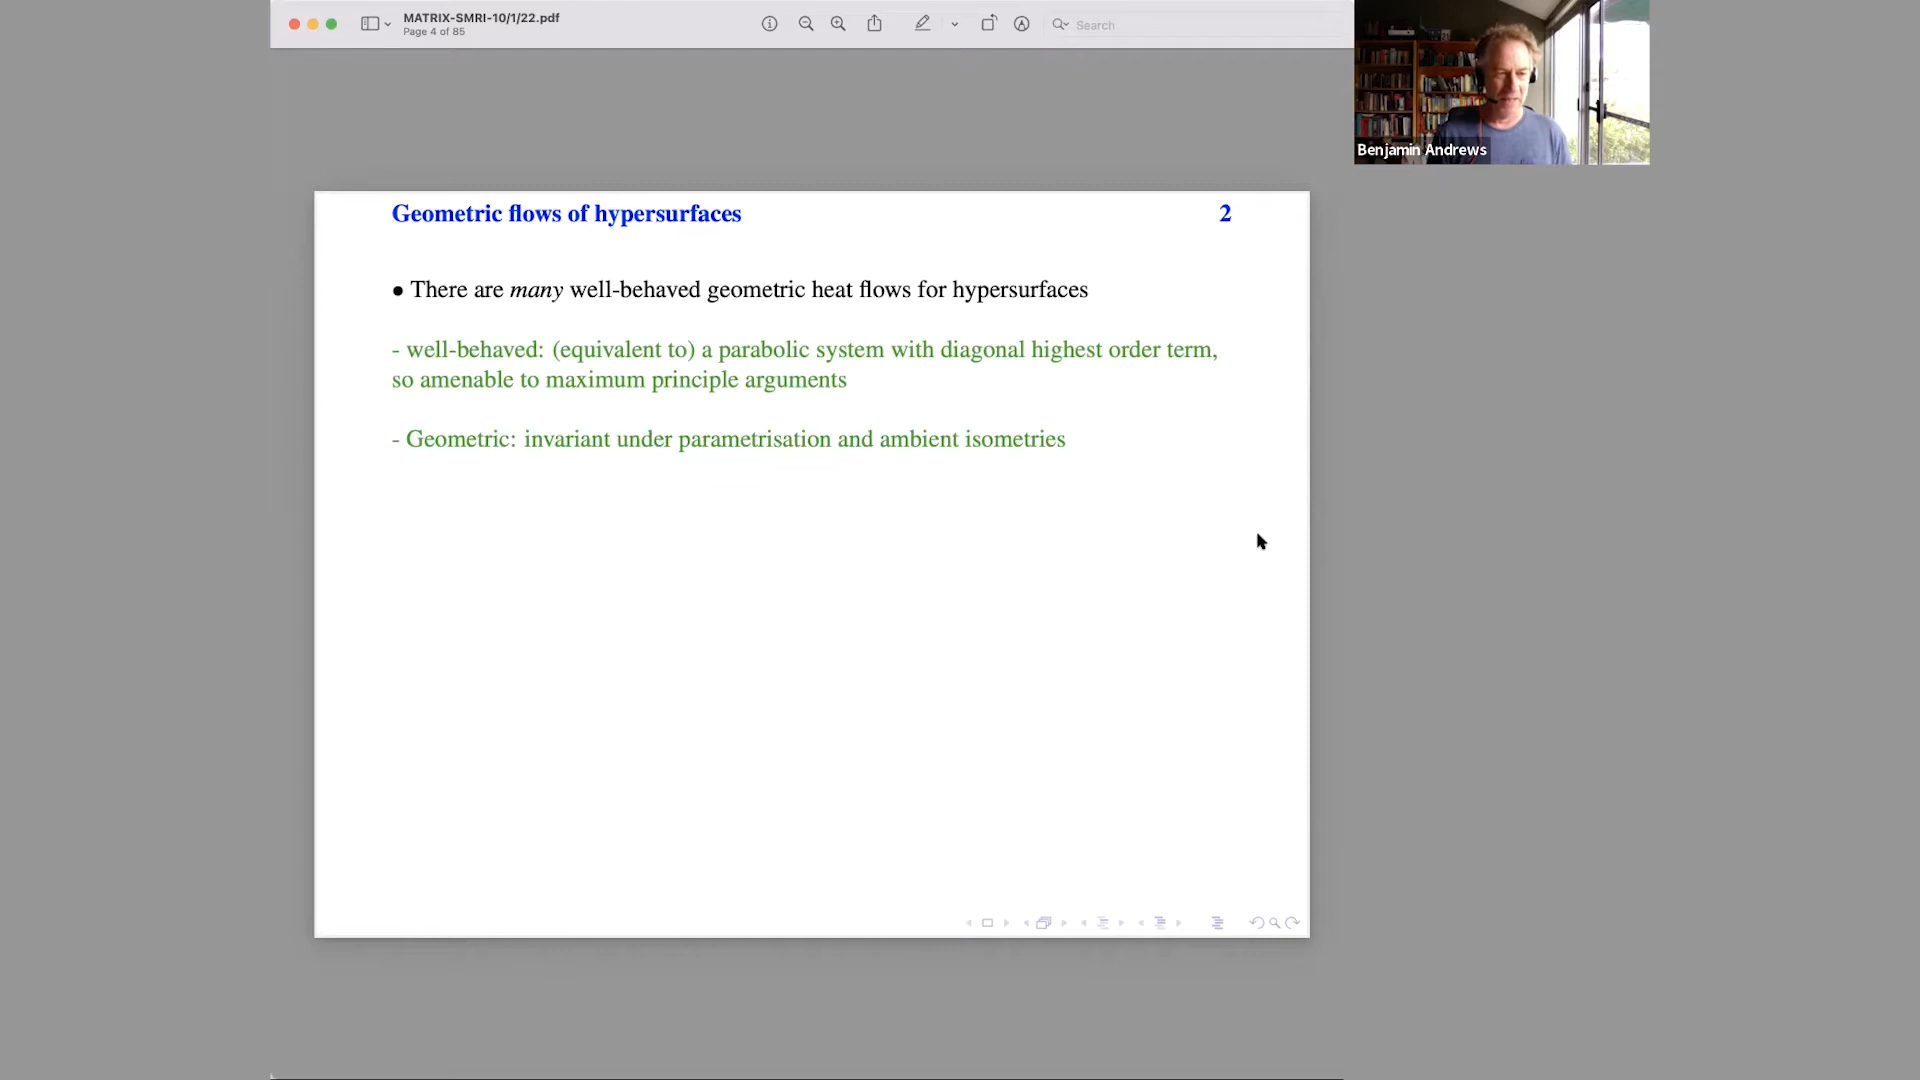 MATRIX-SMRI-10/1/22.pdf
Page 4 of 85
Search
Benjamin Andrews
Geometric flows of hypersurfaces 2
• There are many well-behaved geometric heat flows for hypersurfaces
- well-behaved: (equivalent to) a parabolic system with diagonal highest order term,
so amenable to maximum principle arguments
- Geometric: invariant under parametrisation and ambient isometries